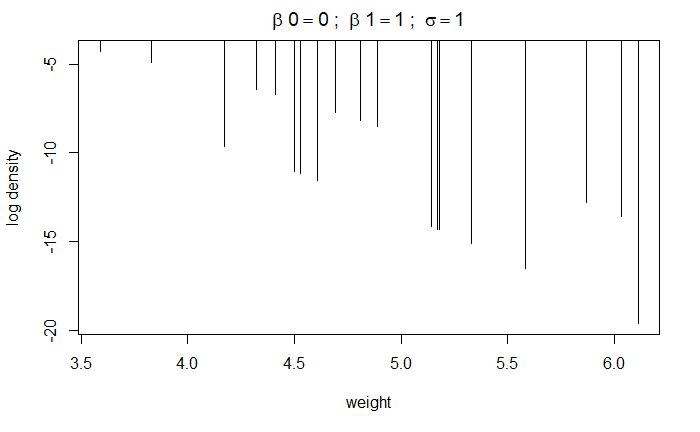 β 0 = 0 ; β 1 = 1 ; σ = 1
log density
-5
-10
-15
-20
3.5 4.0 4.5 5.0 5.5 6.0
weight